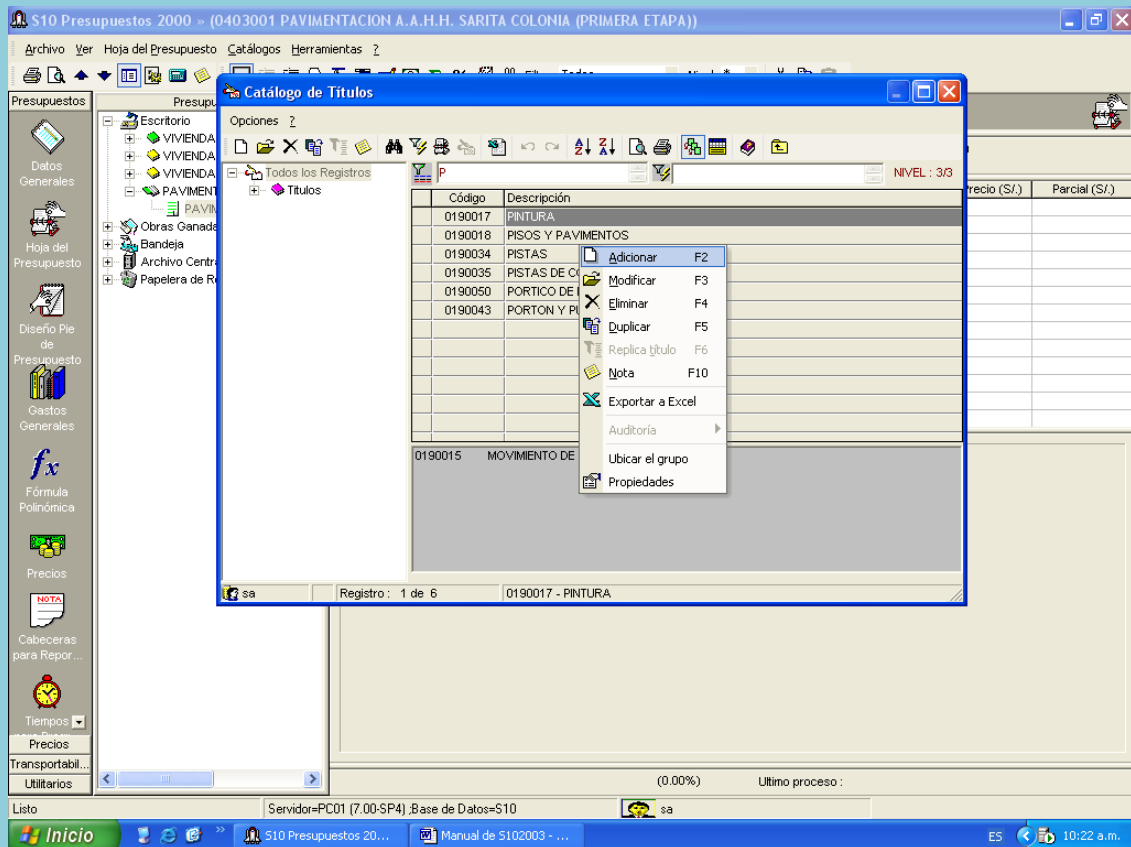 S10 Presupuestos 2000 » (0403001 PAVIMENTACION A.A.H.H. SARITA COLONIA (PRIMERA ETAPA))
Archivo Ver Hoja del Presupuesto Catálogos Herramientas ?
Presupuestos
Datos
Generales
Hoja del
Presupuesto
Diseño Pie
de
Presupuesto
Gastos
Generales
Fórmula
Polinómica
Precios
NOTA
Cabeceras
para Repor...
Tiempos
Precios
Transportabil...
Utilitarios
Presupu
Escritorio
VIVIENDA
VIVIENDA
VIVIENDA
PAVIMENT
PAVIM
Obras Ganada
Bandeja
Archivo Centr
Papelera de R
Catálogo de Títulos
Opciones ?
Todos los Registros
Titulos
P
NIVEL : 3/3
Código Descripción
0190017 PINTURA
0190018 PISOS Y PAVIMENTOS
0190034 PISTAS
0190035 PISTAS DE CO
0190050 PORTICO DE
0190043 PORTON Y PU
Adicionar F2
Modificar F3
Eliminar F4
Duplicar F5
Replica título F6
Nota F10
Exportar a Excel
Auditoría
Ubicar el grupo
Propiedades
0190015 MOVIMIENTO DE
sa Registro : 1 de 6 0190017 - PINTURA
recio (S/.) Parcial (S/.)
(0.00%) Ultimo proceso :
Listo Servidor=PC01 (7.00-SP4) ;Base de Datos=S10 sa
Inicio S10 Presupuestos 20... Manual de S102003 - ... ES 10:22 a.m.